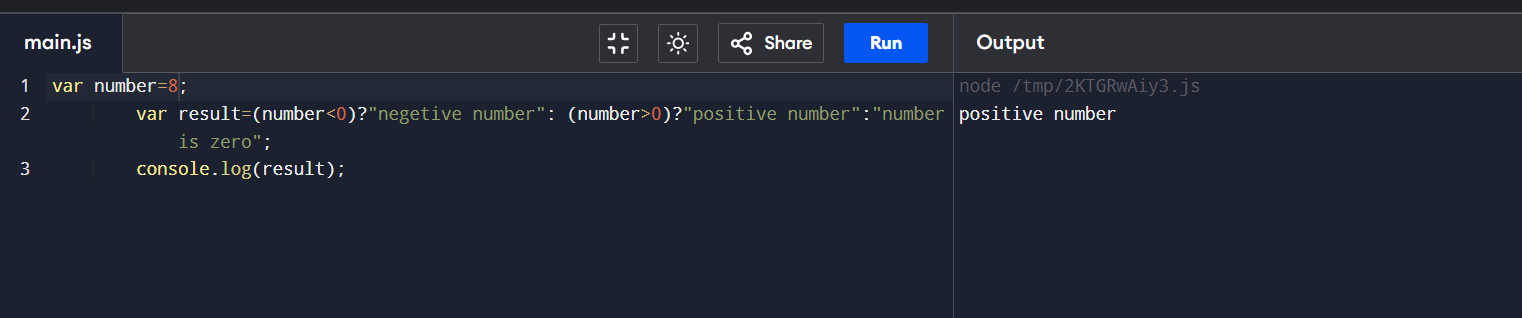 main.js
Share
Run
Output
1 var number=8;
2 var result=(number<0)?"negetive number": (number>0)?"positive number":"number
is zero";
3 console.log(result);
node /tmp/2KTGRwAiy3.js
positive number